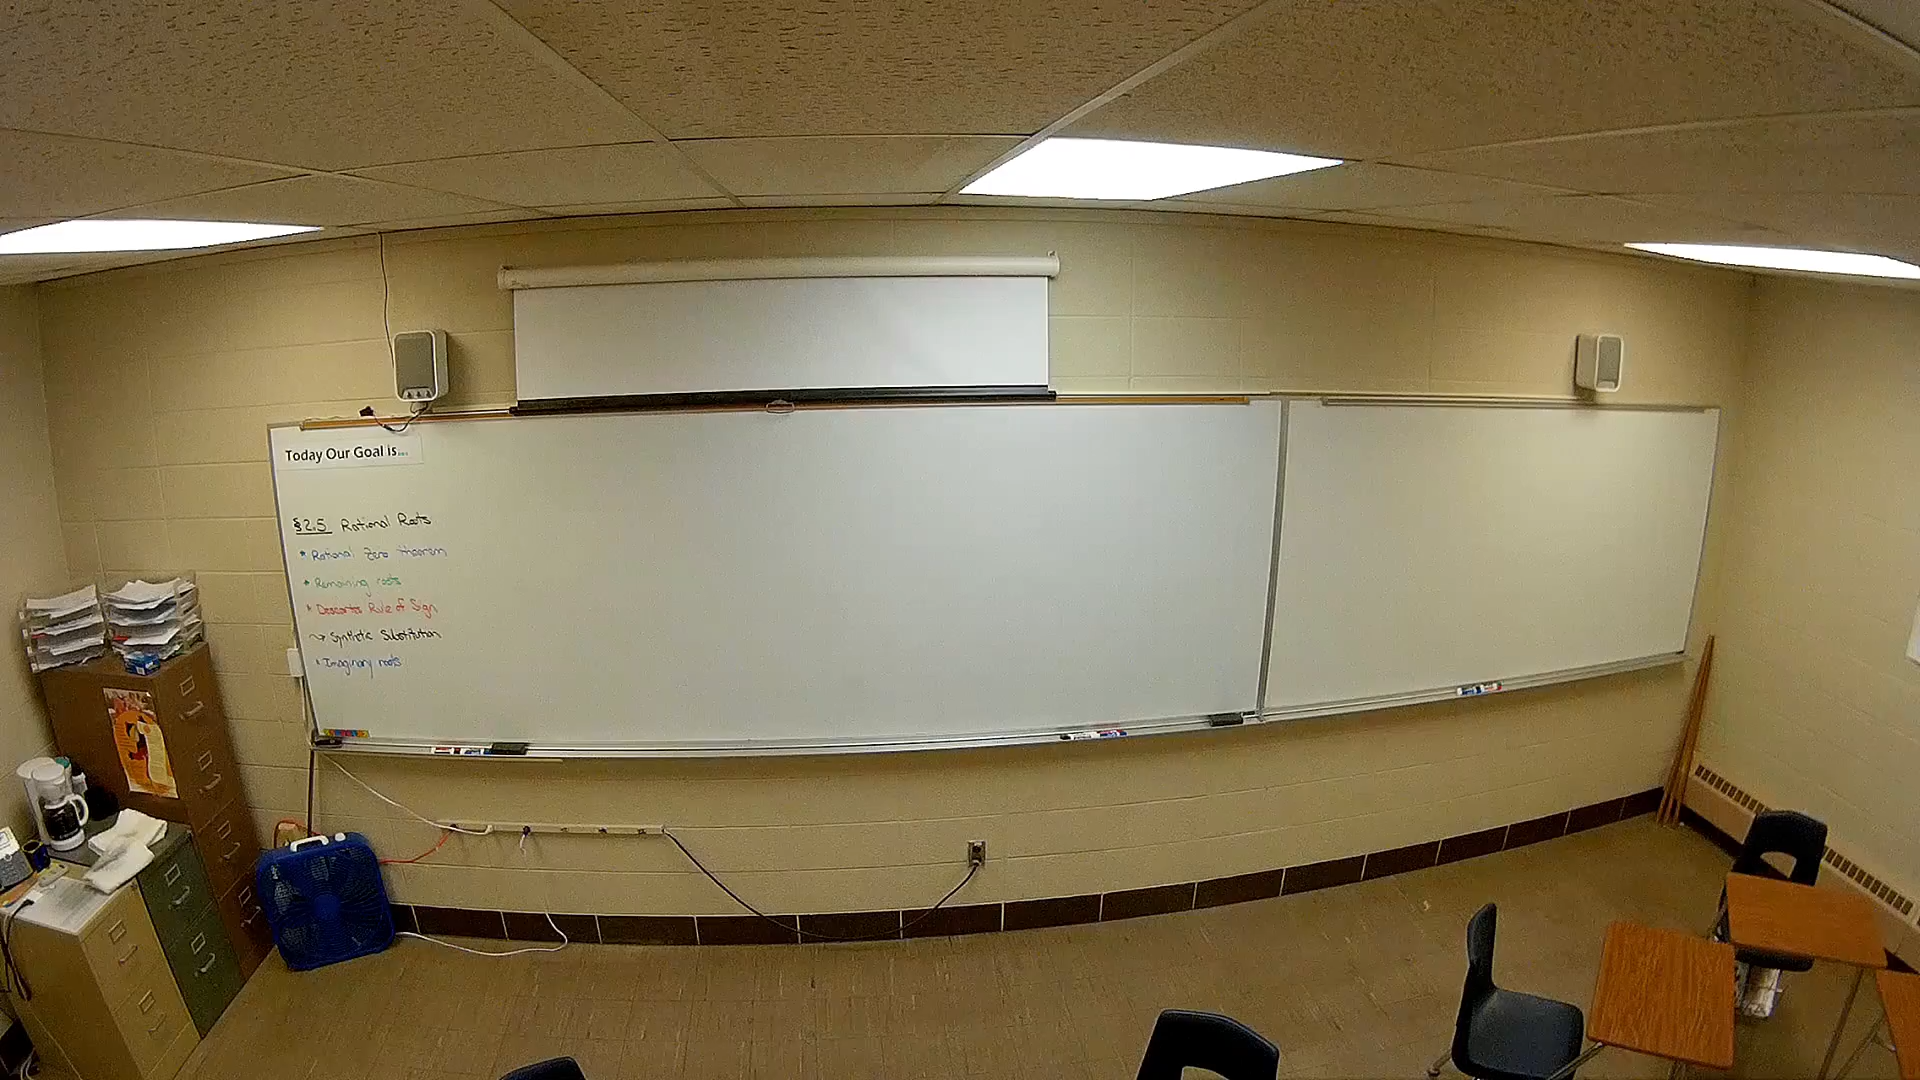 Today Our Goal is...
§2.5 Rational Roots
* Rational Zero theorem
* Remaining roots
* Descartes Rule of Sign
→ Synthetic Substitution
* Imaginary roots